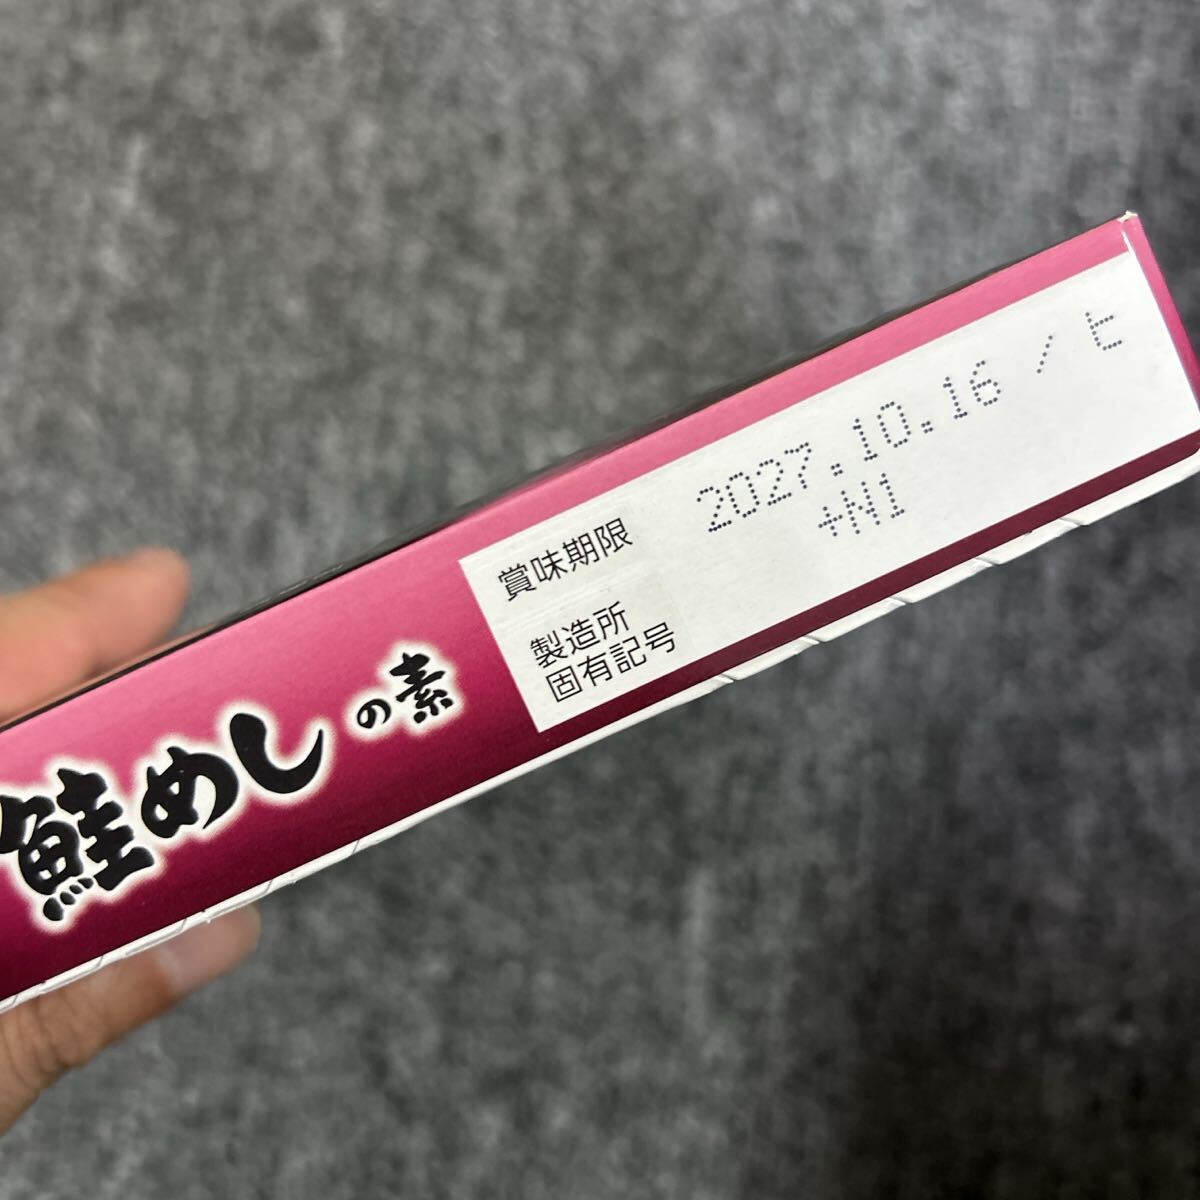 鮭めしの素
賞味期限
2027.10.16 / ヒ
製造所
固有記号
+N1